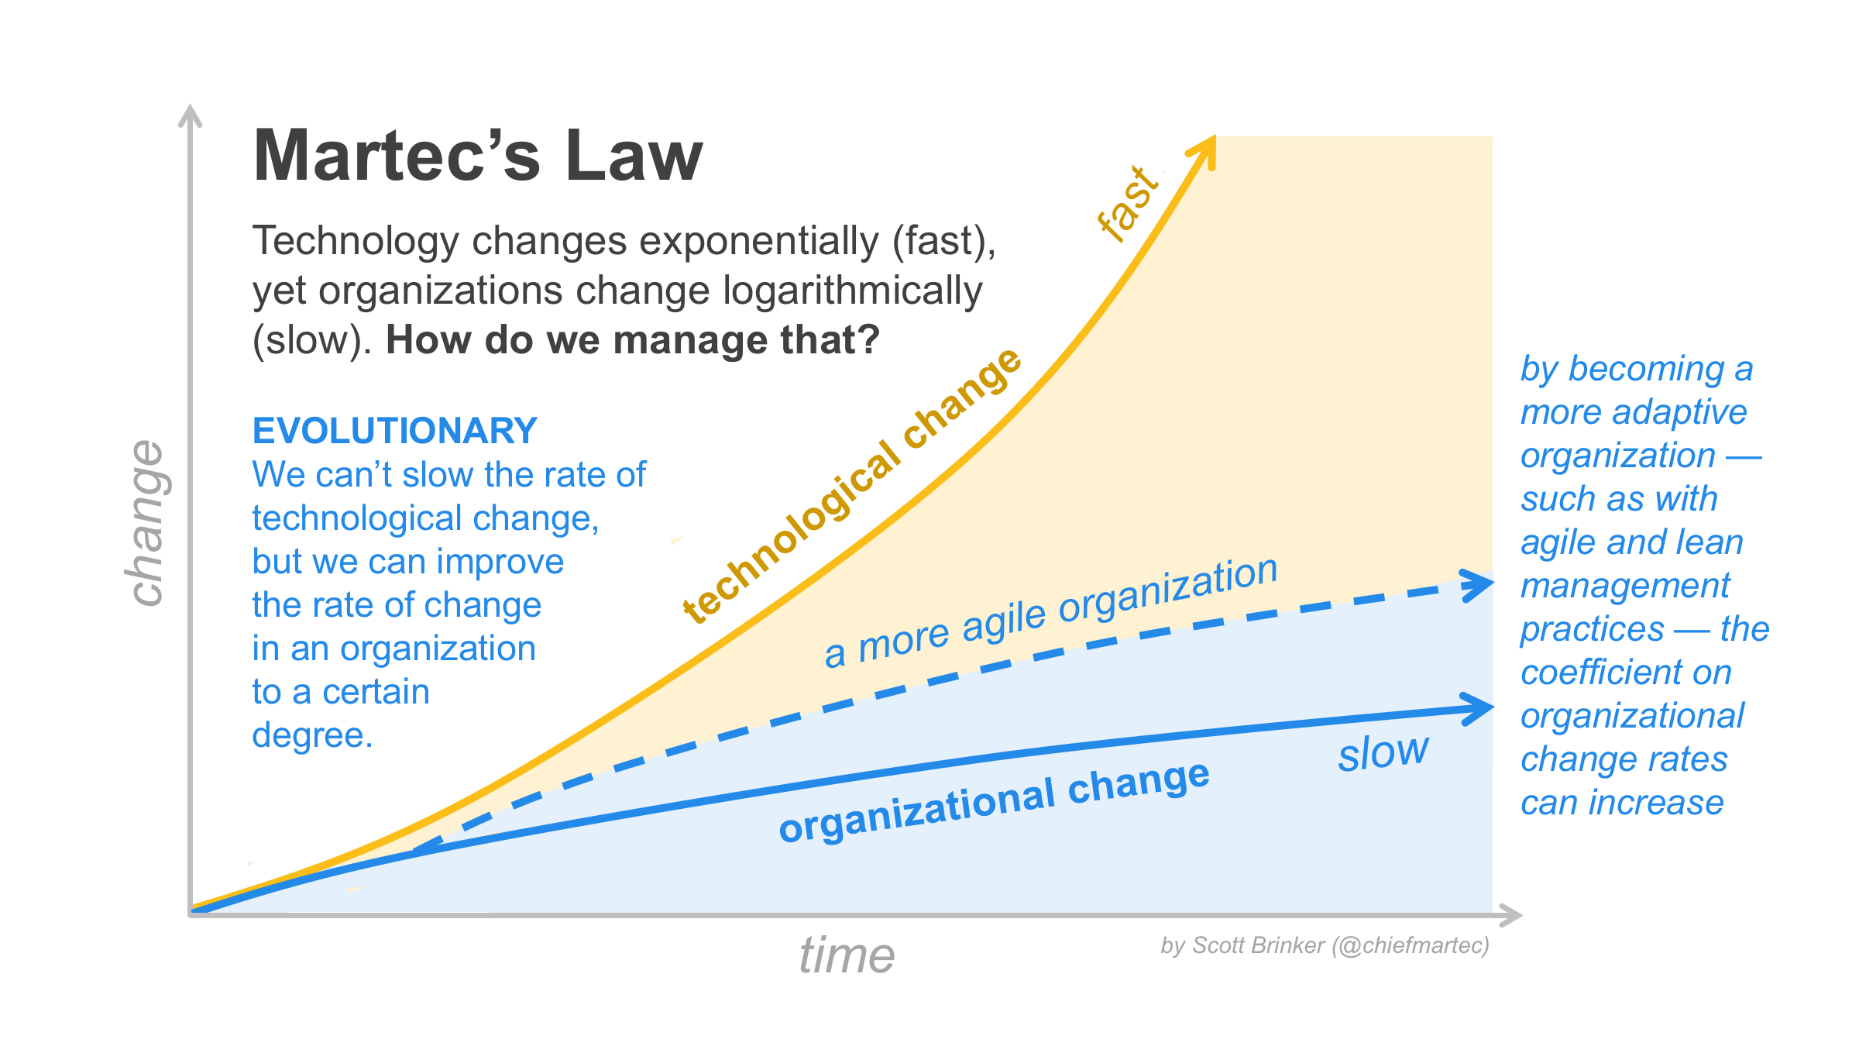 Martec’s Law
Technology changes exponentially (fast),
yet organizations change logarithmically
(slow). How do we manage that?
EVOLUTIONARY
We can’t slow the rate of
technological change,
but we can improve
the rate of change
in an organization
to a certain
degree.
change
technological change
fast
a more agile organization
organizational change
slow
by becoming a
more adaptive
organization —
such as with
agile and lean
management
practices — the
coefficient on
organizational
change rates
can increase
time
by Scott Brinker (@chiefmartec)